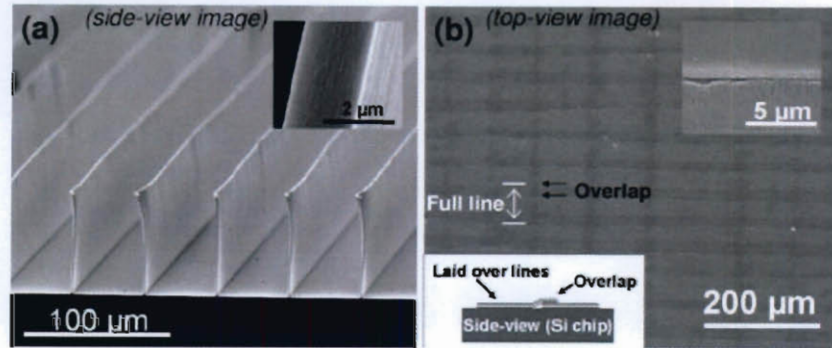 (a)
(side-view image)
2 µm
100 µm
(b)
(top-view image)
5 µm
Overlap
Full line
Laid over lines
Overlap
Side-view (Si chip)
200 µm